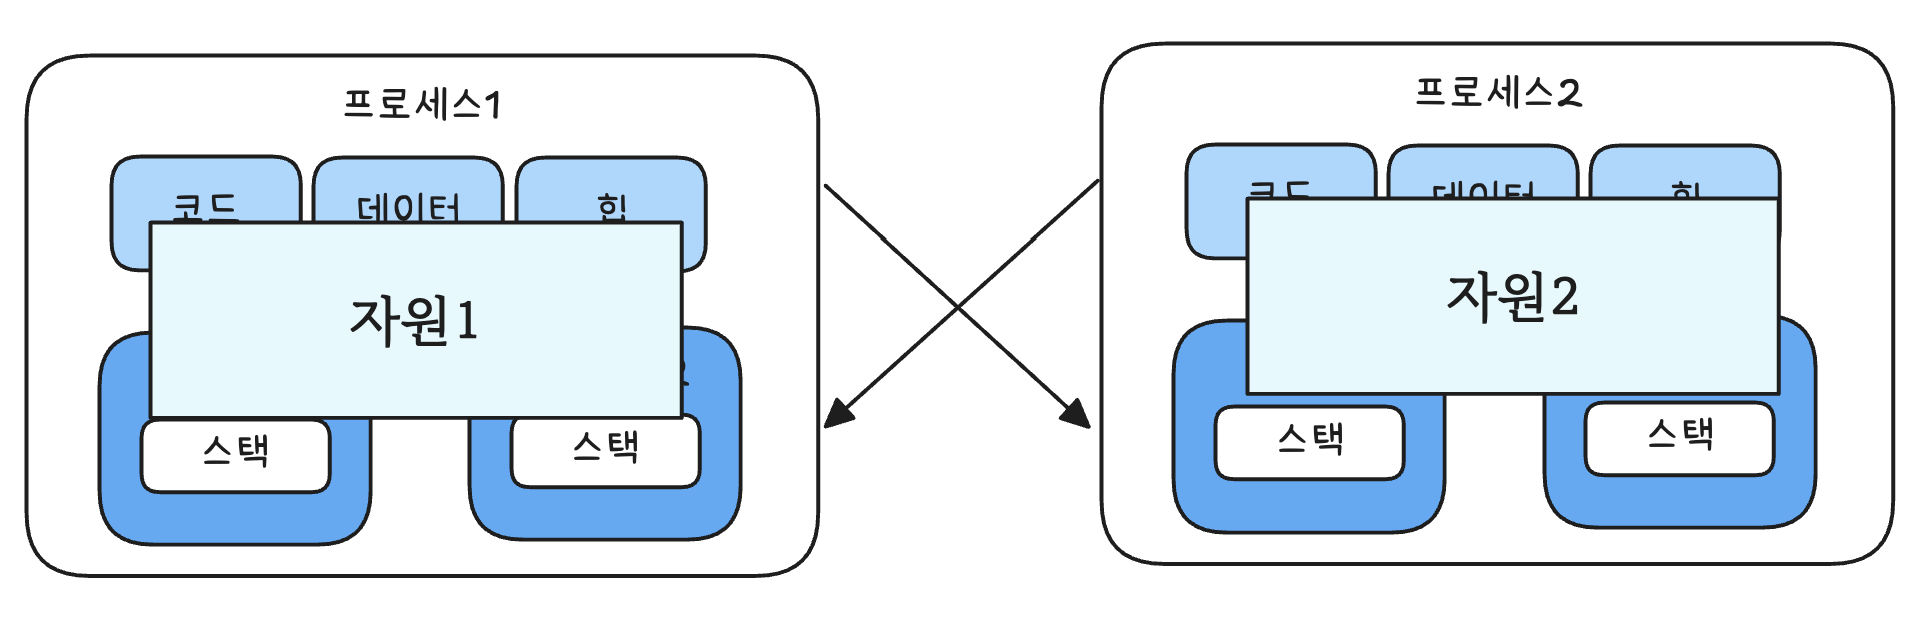 프로세스1
코드 데이터 힙
자원1
스택 스택
프로세스2
코드 데이터 힙
자원2
스택 스택